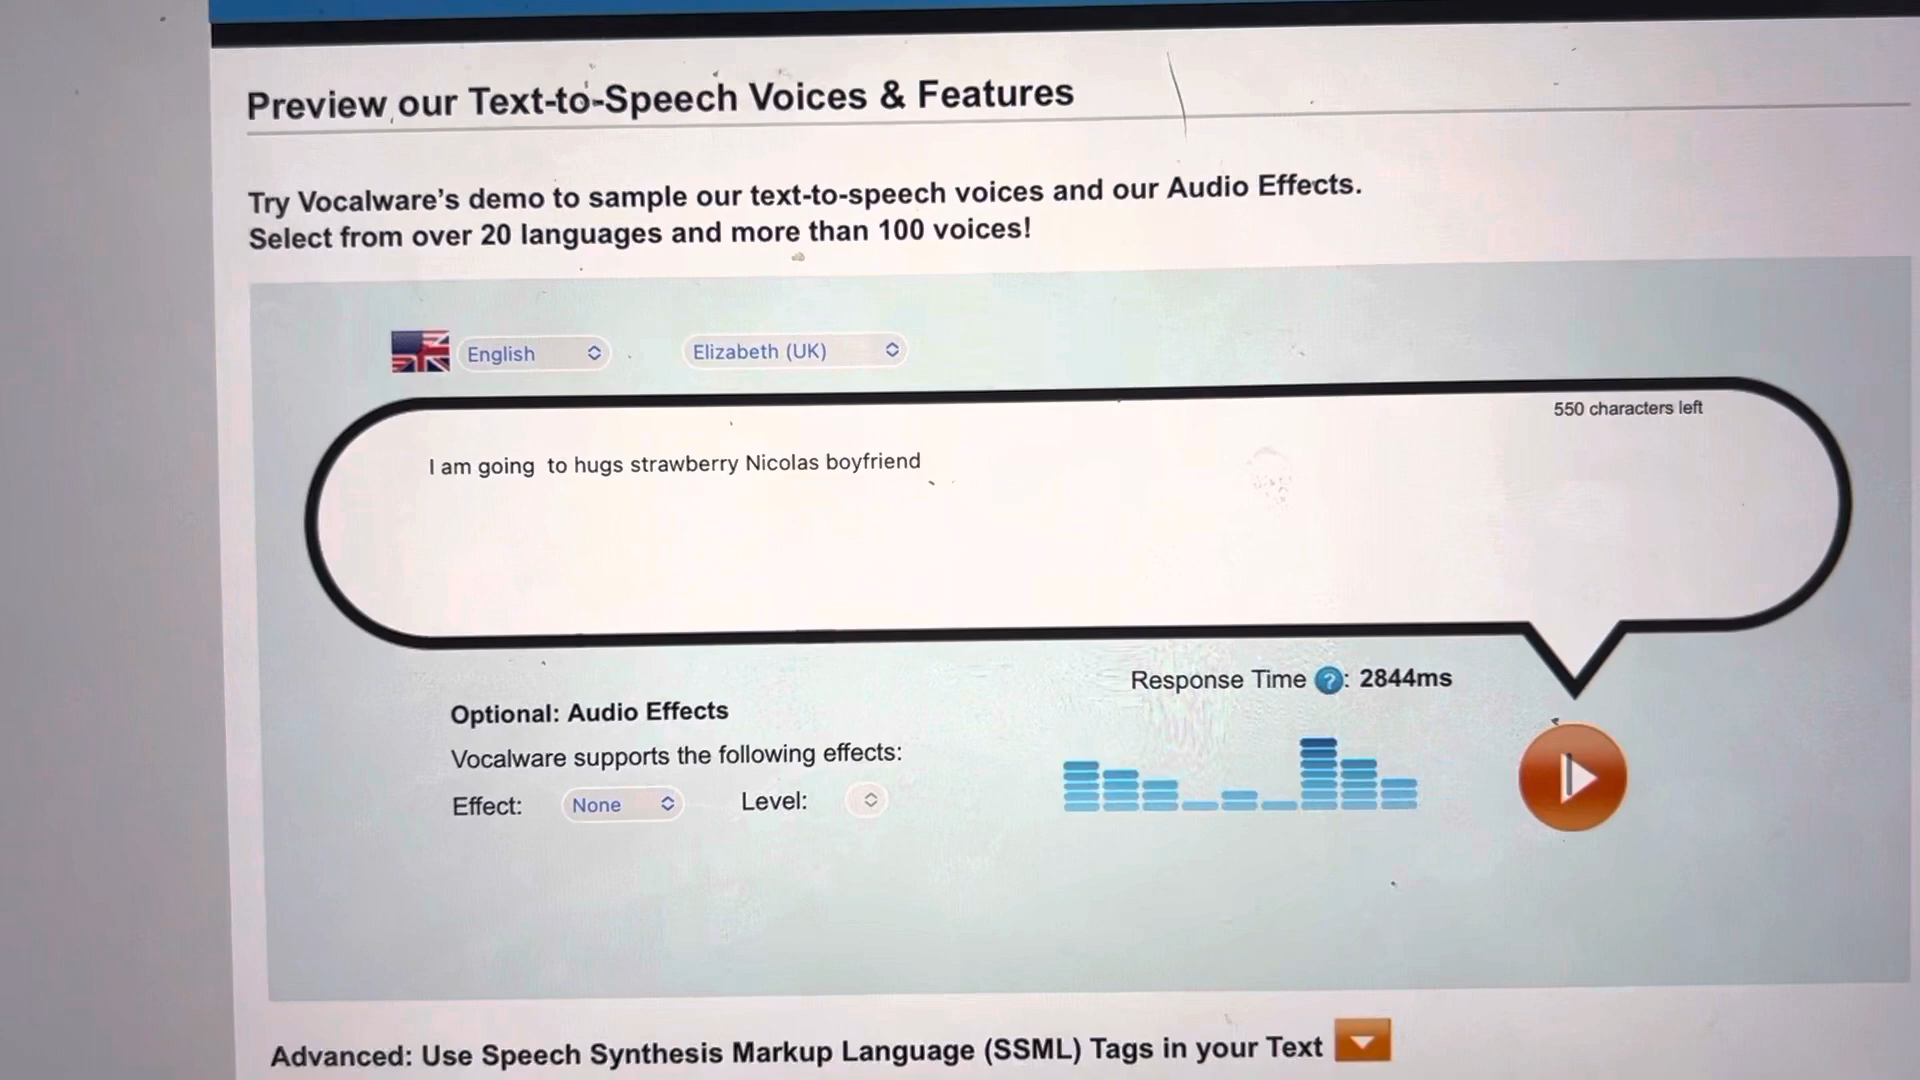 Preview our Text-to-Speech Voices & Features
Try Vocalware's demo to sample our text-to-speech voices and our Audio Effects.
Select from over 20 languages and more than 100 voices!
English
Elizabeth (UK)
550 characters left
I am going  to hugs strawberry Nicolas boyfriend
Response Time ?: 2844ms
Optional: Audio Effects
Vocalware supports the following effects:
Effect: None Level:
Advanced: Use Speech Synthesis Markup Language (SSML) Tags in your Text